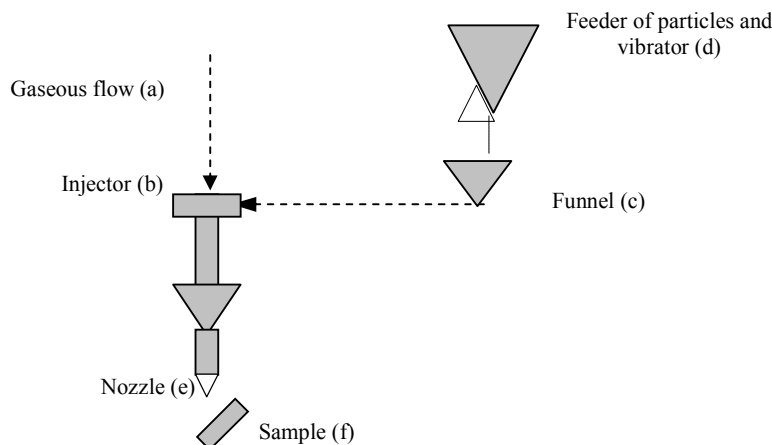 Feeder of particles and
vibrator (d)
Gaseous flow (a)
Injector (b)
Funnel (c)
Nozzle (e)
Sample (f)